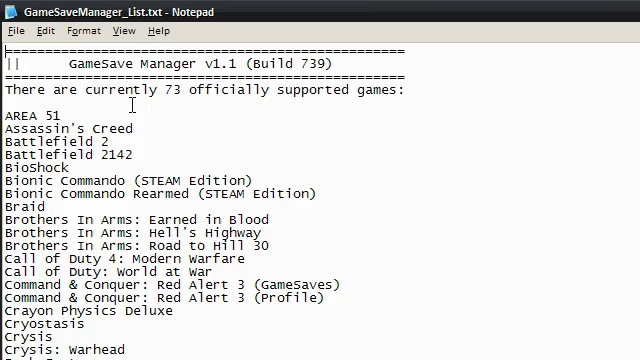 GameSaveManager_List.txt - Notepad
File Edit Format View Help
==================================================
|| GameSave Manager v1.1 (Build 739)
==================================================
There are currently 73 officially supported games:
AREA 51
Assassin's Creed
Battlefield 2
Battlefield 2142
BioShock
Bionic Commando (STEAM Edition)
Bionic Commando Rearmed (STEAM Edition)
Braid
Brothers In Arms: Earned in Blood
Brothers In Arms: Hell's Highway
Brothers In Arms: Road to Hill 30
Call of Duty 4: Modern Warfare
Call of Duty: World at War
Command & Conquer: Red Alert 3 (GameSaves)
Command & Conquer: Red Alert 3 (Profile)
Crayon Physics Deluxe
Cryostasis
Crysis
Crysis: Warhead